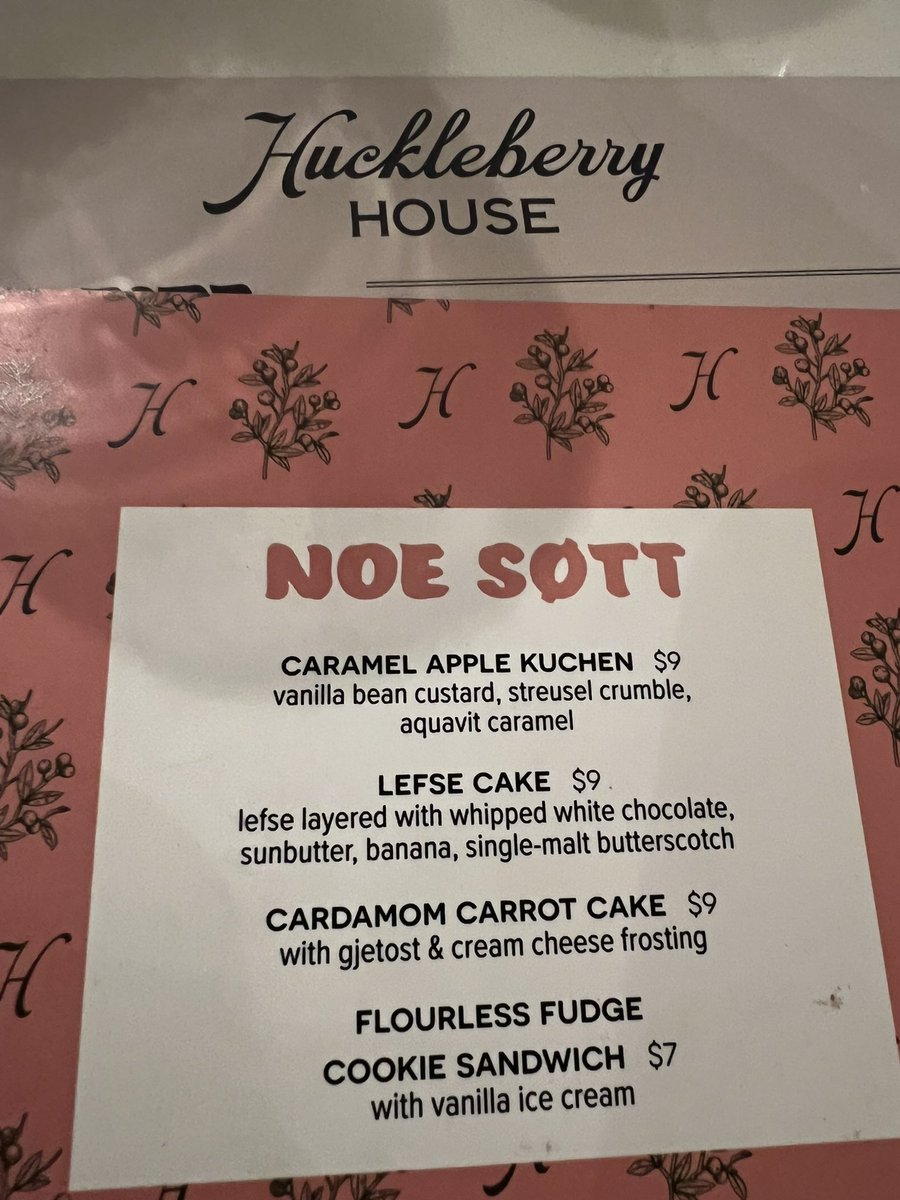 Huckleberry
HOUSE
H
H
H
H
H
H
NOE SØTT
CARAMEL APPLE KUCHEN $9
vanilla bean custard, streusel crumble,
aquavit caramel
LEFSE CAKE $9
lefse layered with whipped white chocolate,
sunbutter, banana, single-malt butterscotch
CARDAMOM CARROT CAKE $9
with gjetost & cream cheese frosting
FLOURLESS FUDGE
COOKIE SANDWICH $7
with vanilla ice cream